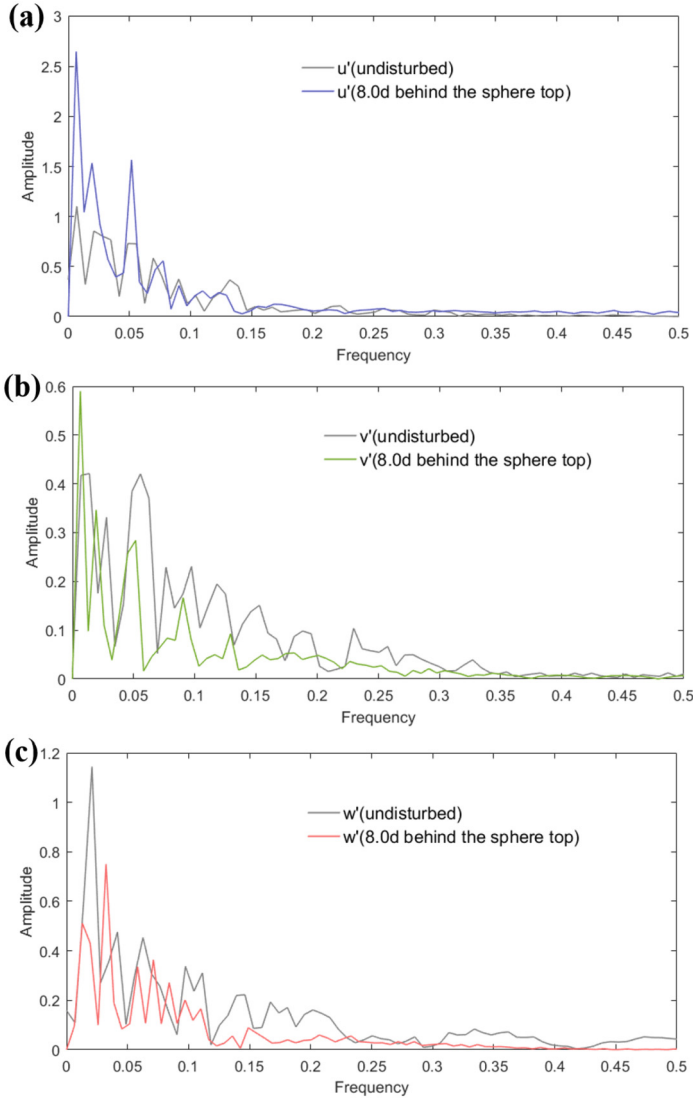 (a)
3
2.5
2
1.5
1
0.5
0
Amplitude
u'(undisturbed)
u'(8.0d behind the sphere top)
0 0.05 0.1 0.15 0.2 0.25 0.3 0.35 0.4 0.45 0.5
Frequency
(b)
0.6
0.5
0.4
0.3
0.2
0.1
0
Amplitude
v'(undisturbed)
v'(8.0d behind the sphere top)
0 0.05 0.1 0.15 0.2 0.25 0.3 0.35 0.4 0.45 0.5
Frequency
(c)
1.2
1
0.8
0.6
0.4
0.2
0
Amplitude
w'(undisturbed)
w'(8.0d behind the sphere top)
0 0.05 0.1 0.15 0.2 0.25 0.3 0.35 0.4 0.45 0.5
Frequency